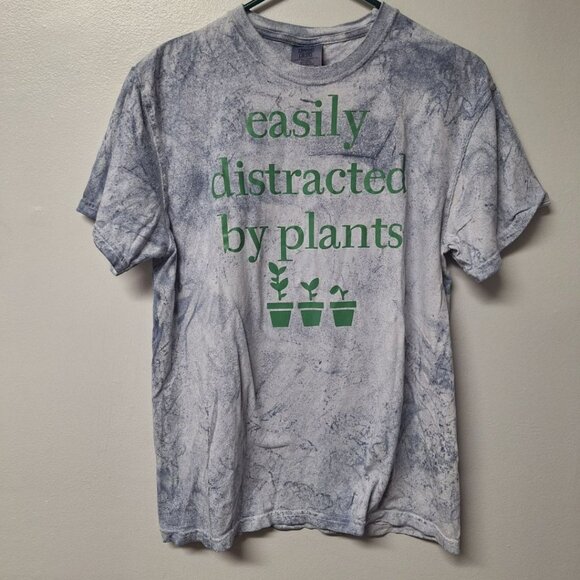 easily
distracted
by plants